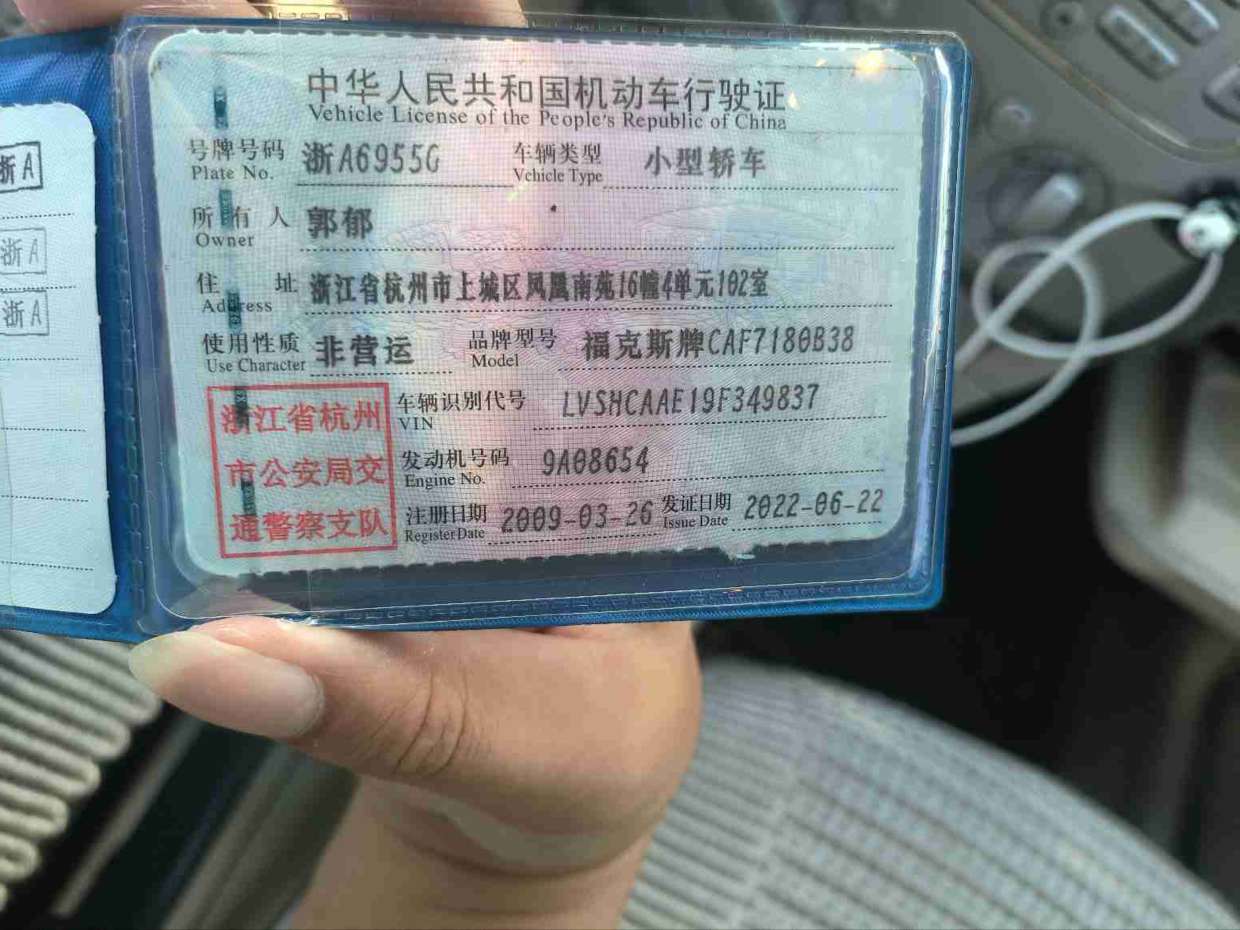 中华人民共和国机动车行驶证
Vehicle License of the People's Republic of China
号牌号码 浙A6955G 车辆类型 小型轿车
Plate No. Vehicle Type
所有人 郭郁
Owner
住址 浙江省杭州市上城区凤凰南苑16幢4单元102室
Address
使用性质 非营运 品牌型号 福克斯牌CAF7180B38
Use Character Model
车辆识别代号 LVSHCAAE19F349837
VIN
发动机号码 9A08654
Engine No.
注册日期 2009-03-26 发证日期 2022-06-22
Register Date Issue Date
浙江省杭州
市公安局交
通警察支队
浙A
浙A
浙A